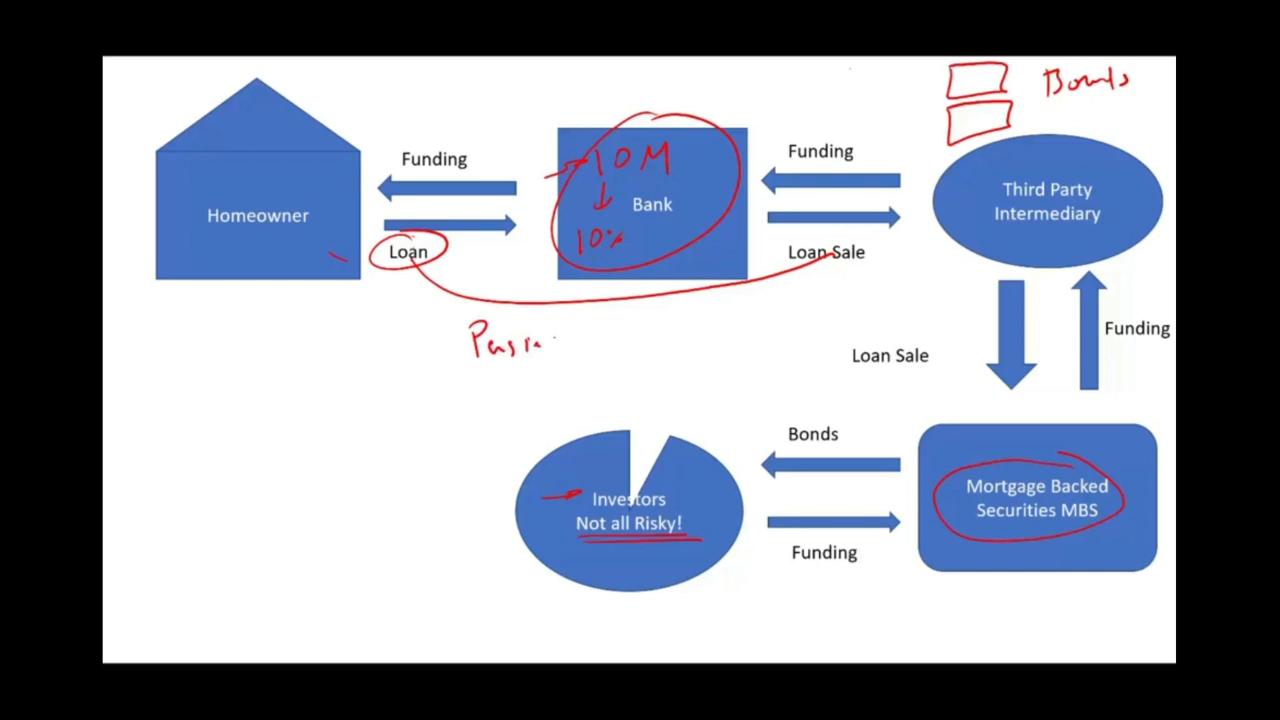 Bonds
Funding
10M
Funding
Homeowner
Bank
Third Party
Intermediary
10%
Loan
Loan Sale
Funding
Loan Sale
Bonds
Investors
Not all Risky!
Mortgage Backed
Securities MBS
Funding